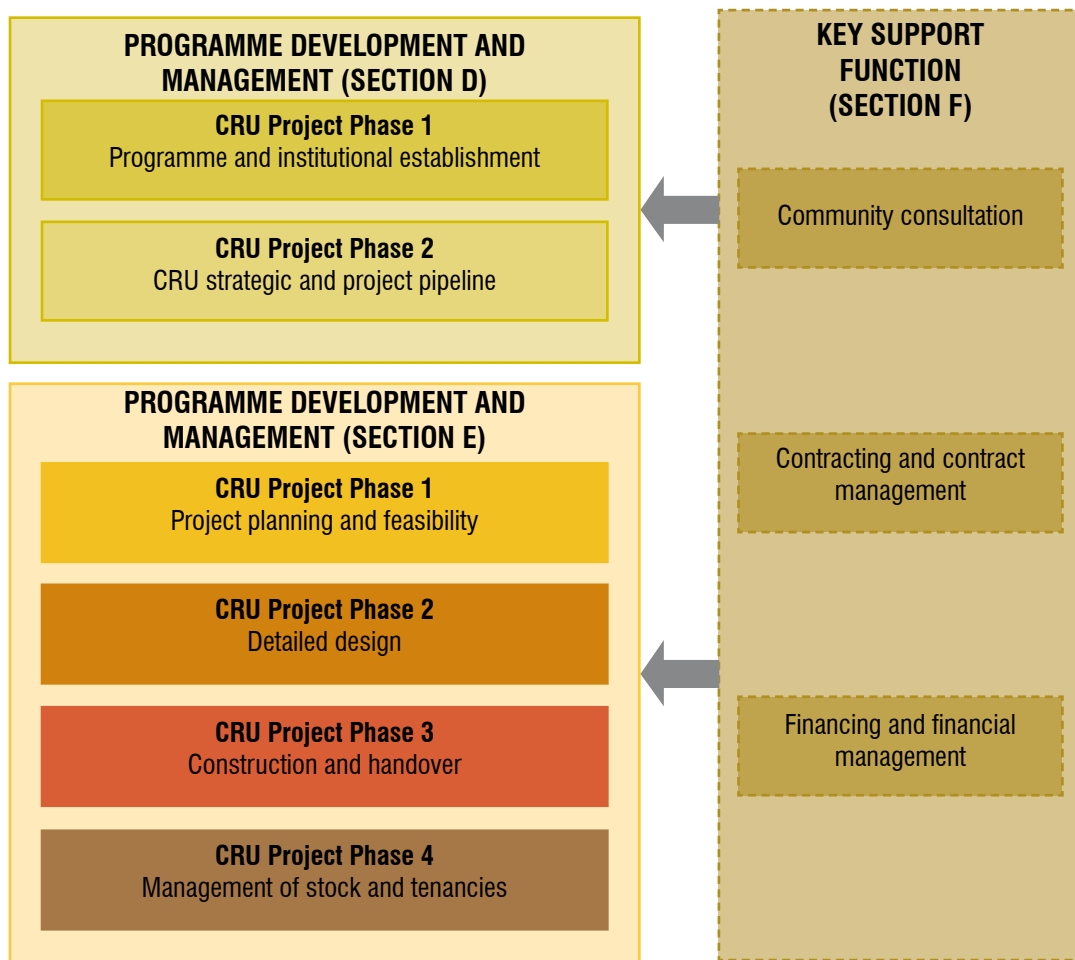 PROGRAMME DEVELOPMENT AND
MANAGEMENT (SECTION D)
CRU Project Phase 1
Programme and institutional establishment
CRU Project Phase 2
CRU strategic and project pipeline
PROGRAMME DEVELOPMENT AND
MANAGEMENT (SECTION E)
CRU Project Phase 1
Project planning and feasibility
CRU Project Phase 2
Detailed design
CRU Project Phase 3
Construction and handover
CRU Project Phase 4
Management of stock and tenancies
KEY SUPPORT
FUNCTION
(SECTION F)
Community consultation
Contracting and contract
management
Financing and financial
management